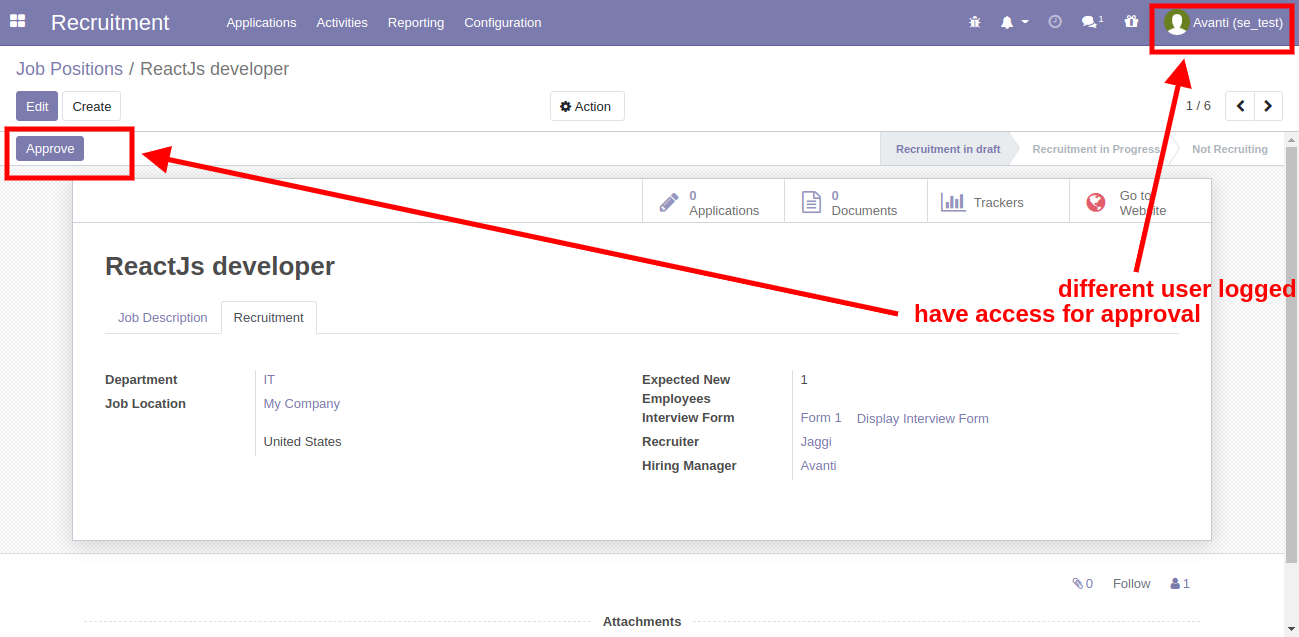 Recruitment Applications Activities Reporting Configuration 1 Avanti (se_test)
Job Positions / ReactJs developer
Edit Create Action 1 / 6
Approve Recruitment in draft Recruitment in Progress Not Recruiting
0 Applications 0 Documents Trackers Go to Website
ReactJs developer
different user logged
have access for approval
Job Description Recruitment
Department IT
Job Location My Company
United States
Expected New Employees 1
Interview Form Form 1 Display Interview Form
Recruiter Jaggi
Hiring Manager Avanti
0 Follow 1
Attachments